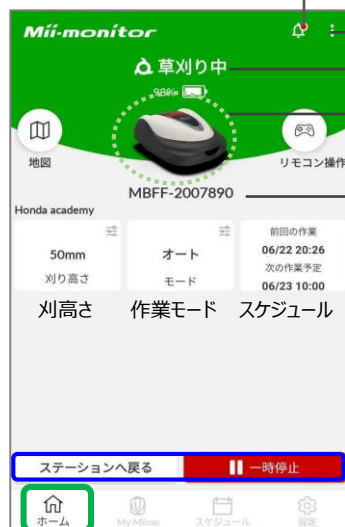 Mii-monitor
草刈り中
98%
地図
リモコン操作
MBFF-2007890
Honda academy
50mm
刈り高さ
オート
モード
前回の作業
06/22 20:26
次の作業予定
06/23 10:00
刈高さ 作業モード スケジュール
ステーションへ戻る 一時停止
ホーム My Miimo スケジュール 設定